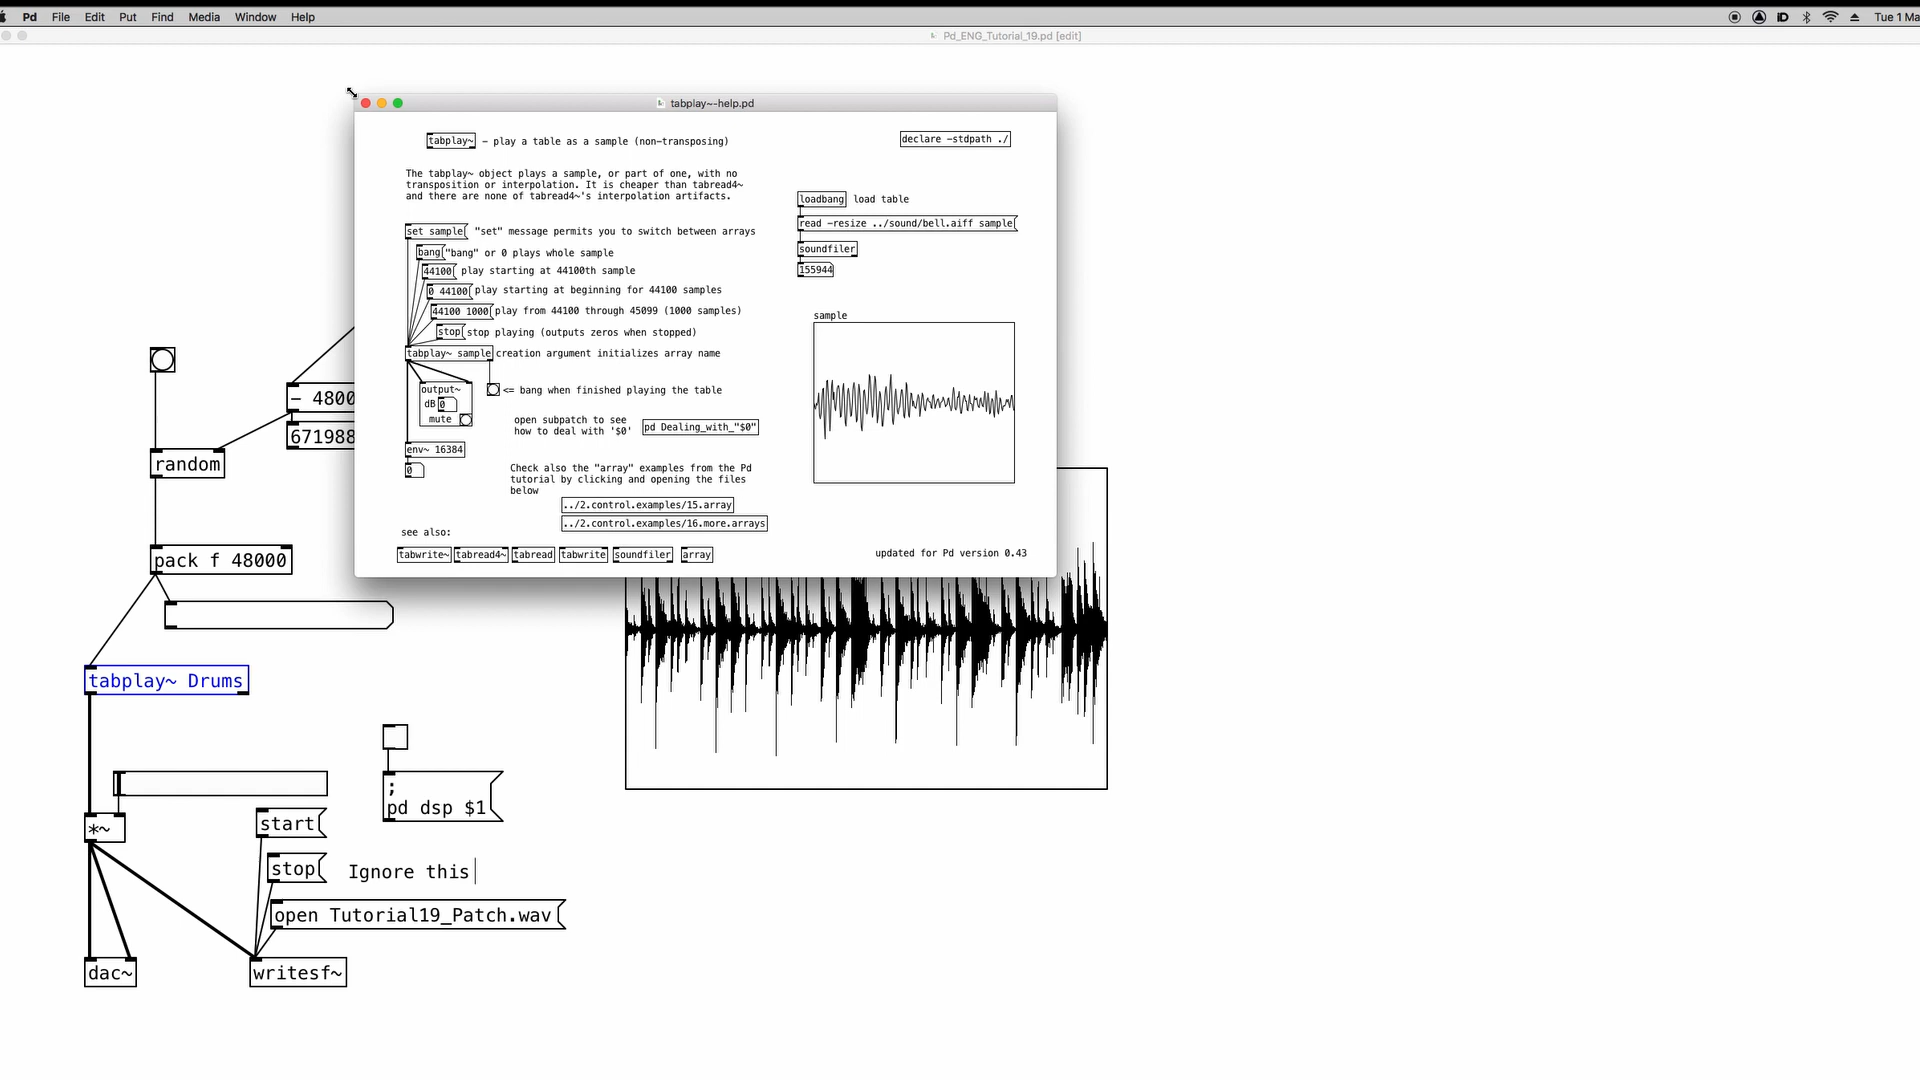 Pd File Edit Put Find Media Window Help
Tue 1 Ma
Pd_ENG_Tutorial_19.pd [edit]
tabplay~-help.pd
tabplay~ - play a table as a sample (non-transposing)
declare -stdpath ./
The tabplay~ object plays a sample, or part of one, with no
transposition or interpolation. It is cheaper than tabread4~
and there are none of tabread4~'s interpolation artifacts.
loadbang load table
read -resize ../sound/bell.aiff sample
soundfiler
155944
set sample "set" message permits you to switch between arrays
bang "bang" or 0 plays whole sample
44100 play starting at 44100th sample
0 44100 play starting at beginning for 44100 samples
44100 1000 play from 44100 through 45099 (1000 samples)
stop stop playing (outputs zeros when stopped)
tabplay~ sample creation argument initializes array name
sample
output~
dB 0
mute
<= bang when finished playing the table
open subpatch to see
how to deal with '$0'
pd Dealing_with_"$0"
env~ 16384
0
Check also the "array" examples from the Pd
tutorial by clicking and opening the files
below
../2.control.examples/15.array
../2.control.examples/16.more.arrays
see also:
tabwrite~ tabread4~ tabread tabwrite soundfiler array
updated for Pd version 0.43
- 4800
671988
random
pack f 48000
tabplay~ Drums
;
pd dsp $1
*~
start
stop
Ignore this
open Tutorial19_Patch.wav
dac~
writesf~